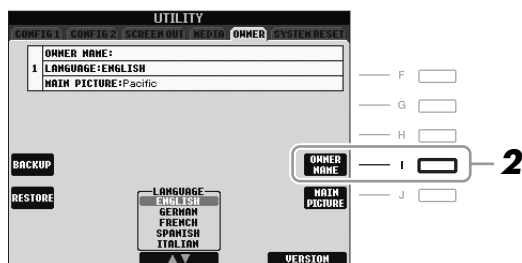 UTILITY
CONFIG 1 CONFIG 2 SCREEN OUT MEDIA OWNER SYSTEM RESET
OWNER NAME:
1 LANGUAGE:ENGLISH
MAIN PICTURE:Pacific
F
G
H
BACKUP
OWNER NAME
I
2
RESTORE
MAIN PICTURE
J
LANGUAGE
ENGLISH
GERMAN
FRENCH
SPANISH
ITALIAN
VERSION